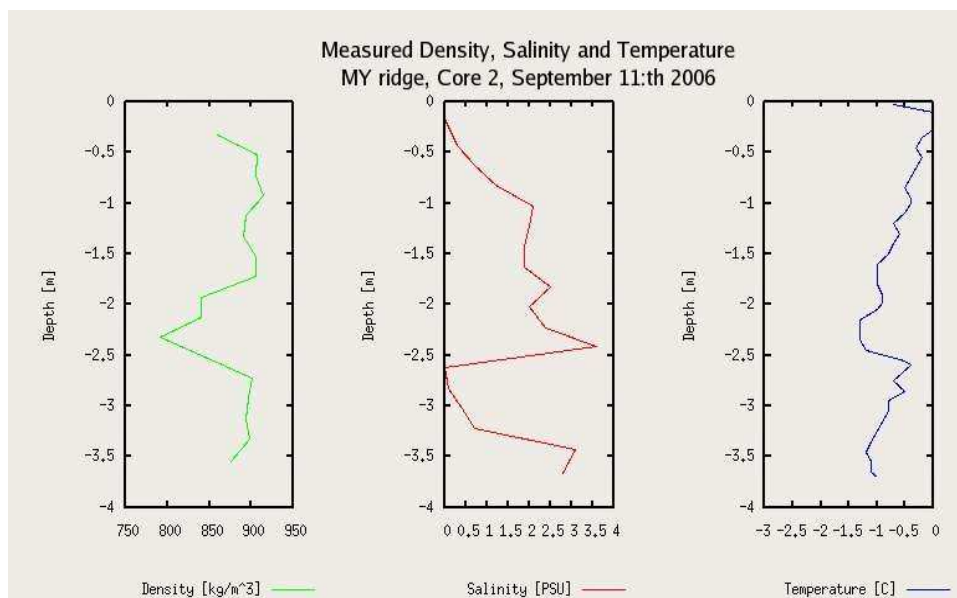 Measured Density, Salinity and Temperature
MY ridge, Core 2, September 11:th 2006
0
-0.5
-1
-1.5
-2
-2.5
-3
-3.5
-4
Depth [m]
750 800 850 900 950
Density [kg/m^3]
0
-0.5
-1
-1.5
-2
-2.5
-3
-3.5
-4
Depth [m]
0 0.5 1 1.5 2 2.5 3 3.5 4
Salinity [PSU]
0
-0.5
-1
-1.5
-2
-2.5
-3
-3.5
-4
Depth [m]
-3 -2.5 -2 -1.5 -1 -0.5 0
Temperature [C]